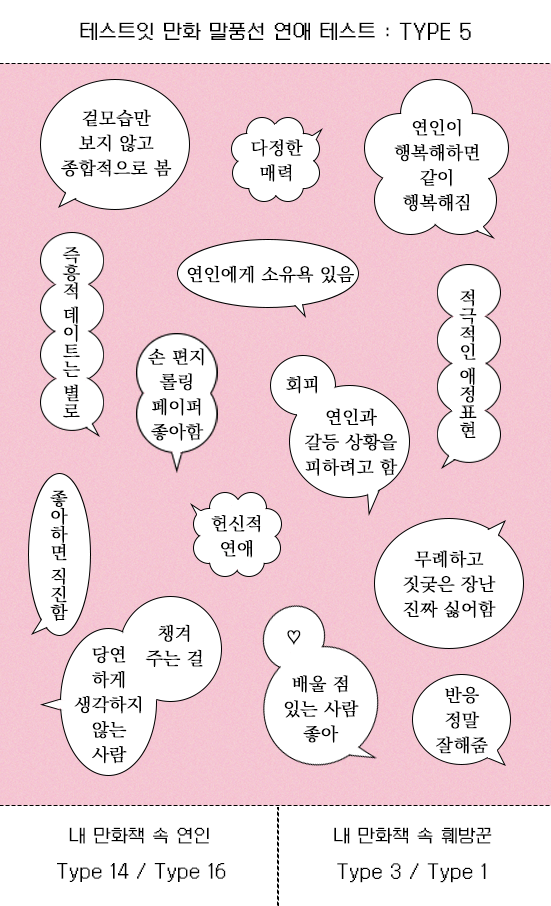 테스트잇 만화 말풍선 연애 테스트 : TYPE 5
겉모습만
보지 않고
종합적으로 봄
다정한
매력
연인이
행복해하면
같이
행복해짐
즉흥적 데이트는 별로
연인에게 소유욕 있음
적극적인 애정표현
손 편지
롤링
페이퍼
좋아함
회피
연인과
갈등 상황을
피하려고 함
좋아하면 직진함
헌신적
연애
무례하고
짓궂은 장난
진짜 싫어함
챙겨
주는 걸
당연
하게
생각하지
않는
사람
♡
배울 점
있는 사람
좋아
반응
정말
잘해줌
내 만화책 속 연인
Type 14 / Type 16
내 만화책 속 훼방꾼
Type 3 / Type 1